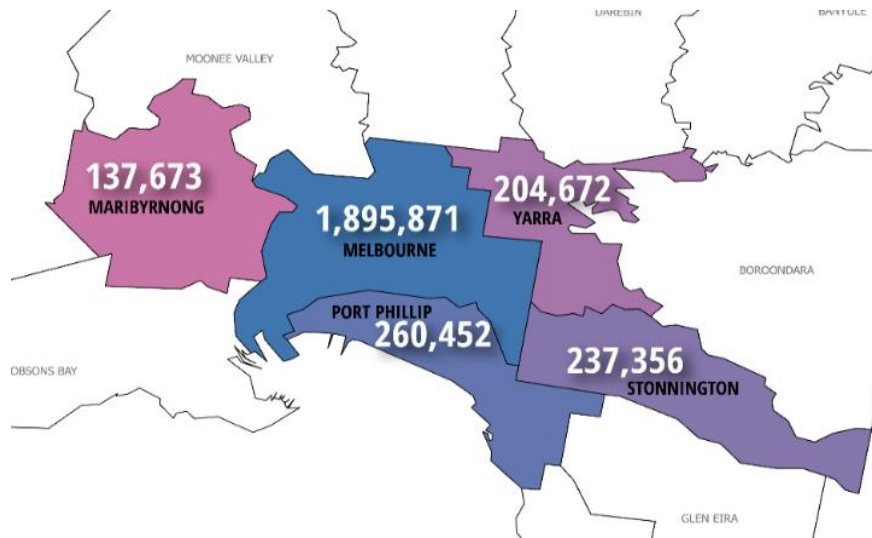 DAREBIN
BANYULE
MOONEE VALLEY
137,673
MARIBYRNONG
204,672
YARRA
1,895,871
MELBOURNE
BOROONDARA
PORT PHILLIP
260,452
237,356
STONNINGTON
OBSONS BAY
GLEN EIRA